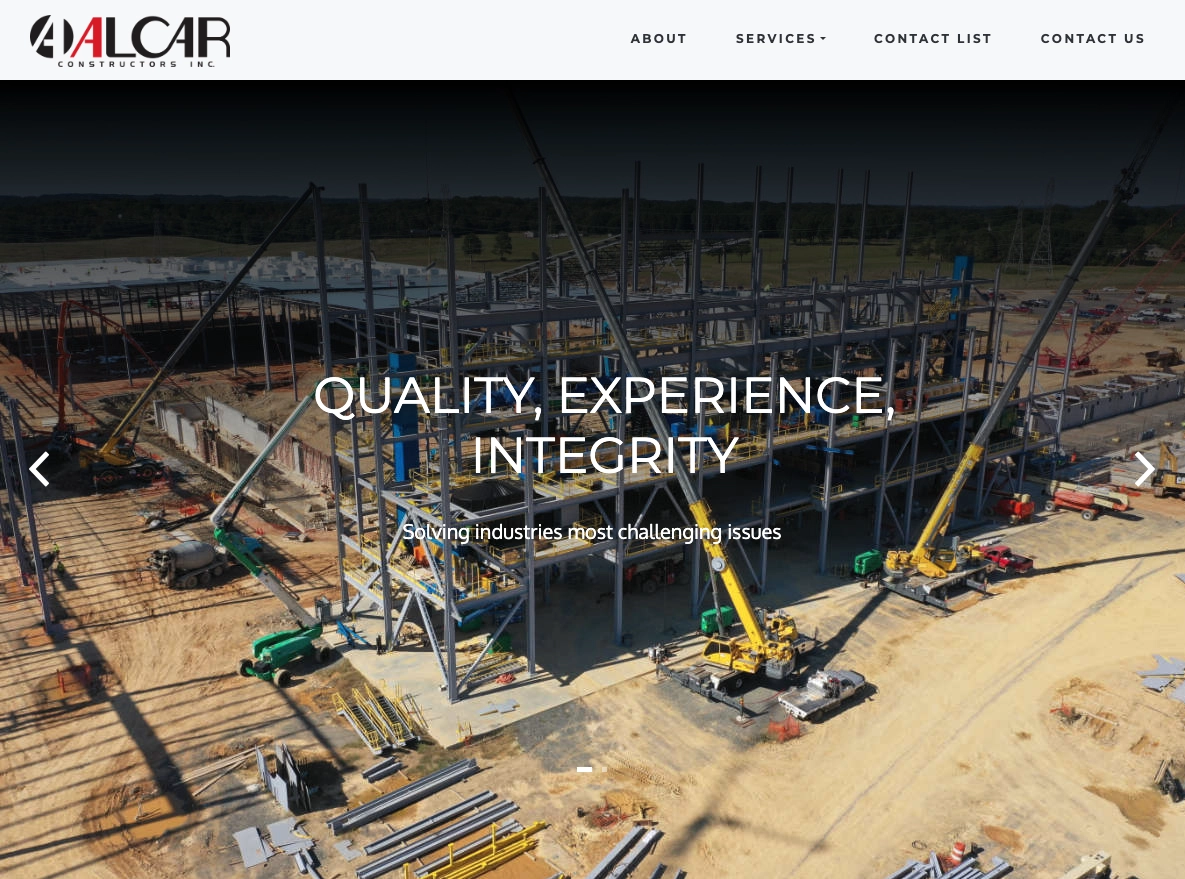 ALCAR
CONSTRUCTORS INC.
ABOUT
SERVICES
CONTACT LIST
CONTACT US
QUALITY, EXPERIENCE,
INTEGRITY
Solving industries most challenging issues